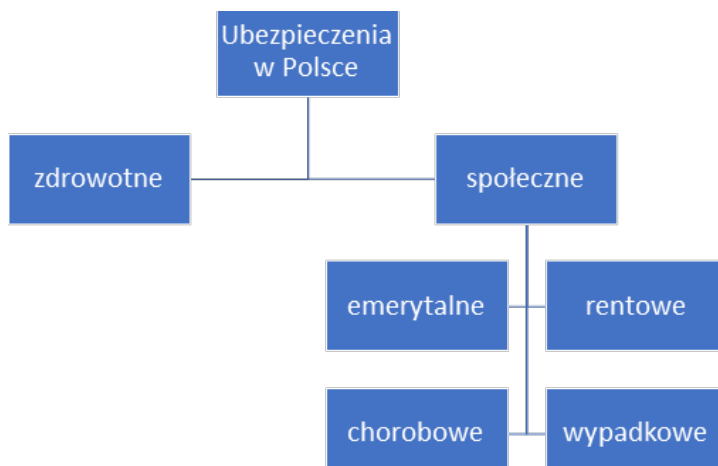 Ubezpieczenia
w Polsce
zdrowotne
społeczne
emerytalne
rentowe
chorobowe
wypadkowe